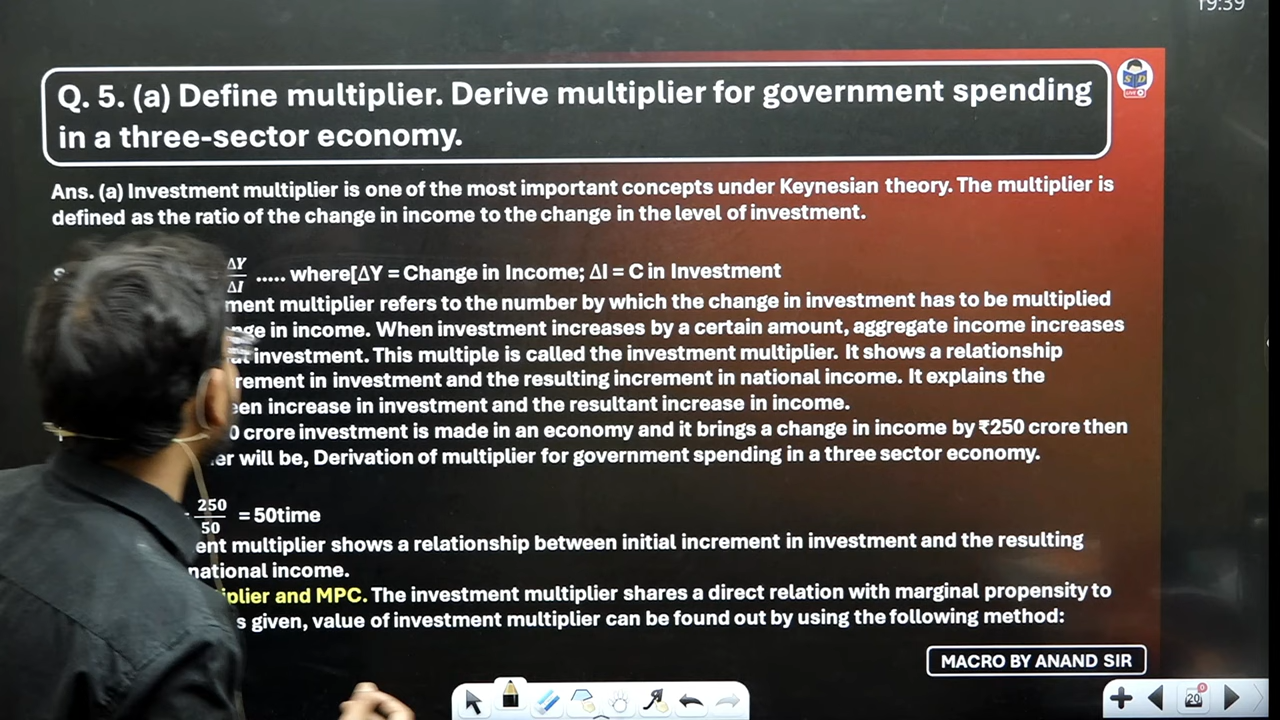 19:39
Q. 5. (a) Define multiplier. Derive multiplier for government spending
in a three-sector economy.
SD
LIVE
Ans. (a) Investment multiplier is one of the most important concepts under Keynesian theory. The multiplier is
defined as the ratio of the change in income to the change in the level of investment.
ΔY/ΔI ..... where[ΔY = Change in Income; ΔI = C in Investment
ment multiplier refers to the number by which the change in investment has to be multiplied
nge in income. When investment increases by a certain amount, aggregate income increases
at investment. This multiple is called the investment multiplier. It shows a relationship
rement in investment and the resulting increment in national income. It explains the
een increase in investment and the resultant increase in income.
0 crore investment is made in an economy and it brings a change in income by ₹250 crore then
er will be, Derivation of multiplier for government spending in a three sector economy.
250/50 = 50time
ent multiplier shows a relationship between initial increment in investment and the resulting
national income.
iplier and MPC. The investment multiplier shares a direct relation with marginal propensity to
s given, value of investment multiplier can be found out by using the following method:
MACRO BY ANAND SIR
20